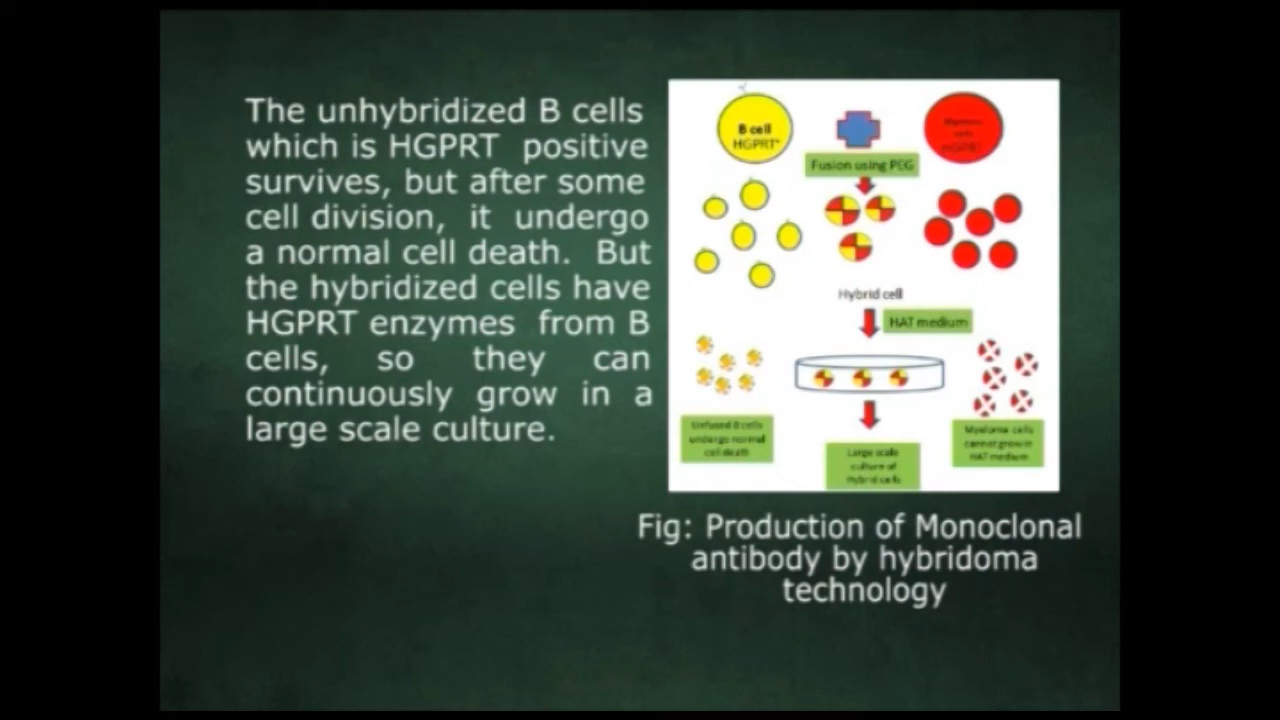 The unhybridized B cells
which is HGPRT positive
survives, but after some
cell division, it undergo
a normal cell death. But
the hybridized cells have
HGPRT enzymes from B
cells, so they can
continuously grow in a
large scale culture.
B cell
HGPRT+
Fusion using PEG
Hybrid cell
HAT medium
Unfused B cells
undergo normal
cell death
Large scale
culture of
Hybrid cells
Myeloma cells
cannot grow in
HAT medium
Fig: Production of Monoclonal
antibody by hybridoma
technology